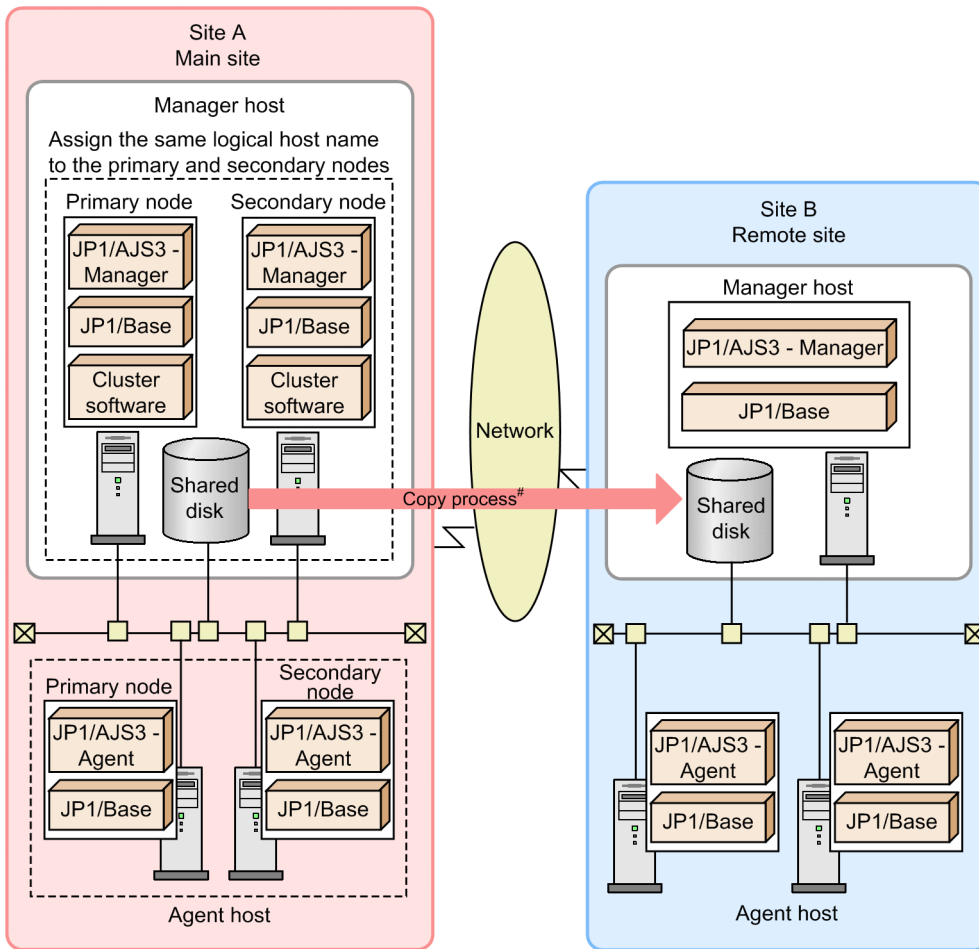 Site A
Main site
Manager host
Assign the same logical host name
to the primary and secondary nodes
Primary node
JP1/AJS3 -
Manager
JP1/Base
Cluster
software
Secondary node
JP1/AJS3 -
Manager
JP1/Base
Cluster
software
Shared
disk
Copy process#
Network
Primary node
JP1/AJS3 -
Agent
JP1/Base
Secondary
node
JP1/AJS3 -
Agent
JP1/Base
Agent host
Site B
Remote site
Manager host
JP1/AJS3 - Manager
JP1/Base
Shared
disk
JP1/AJS3 -
Agent
JP1/Base
JP1/AJS3 -
Agent
JP1/Base
Agent host